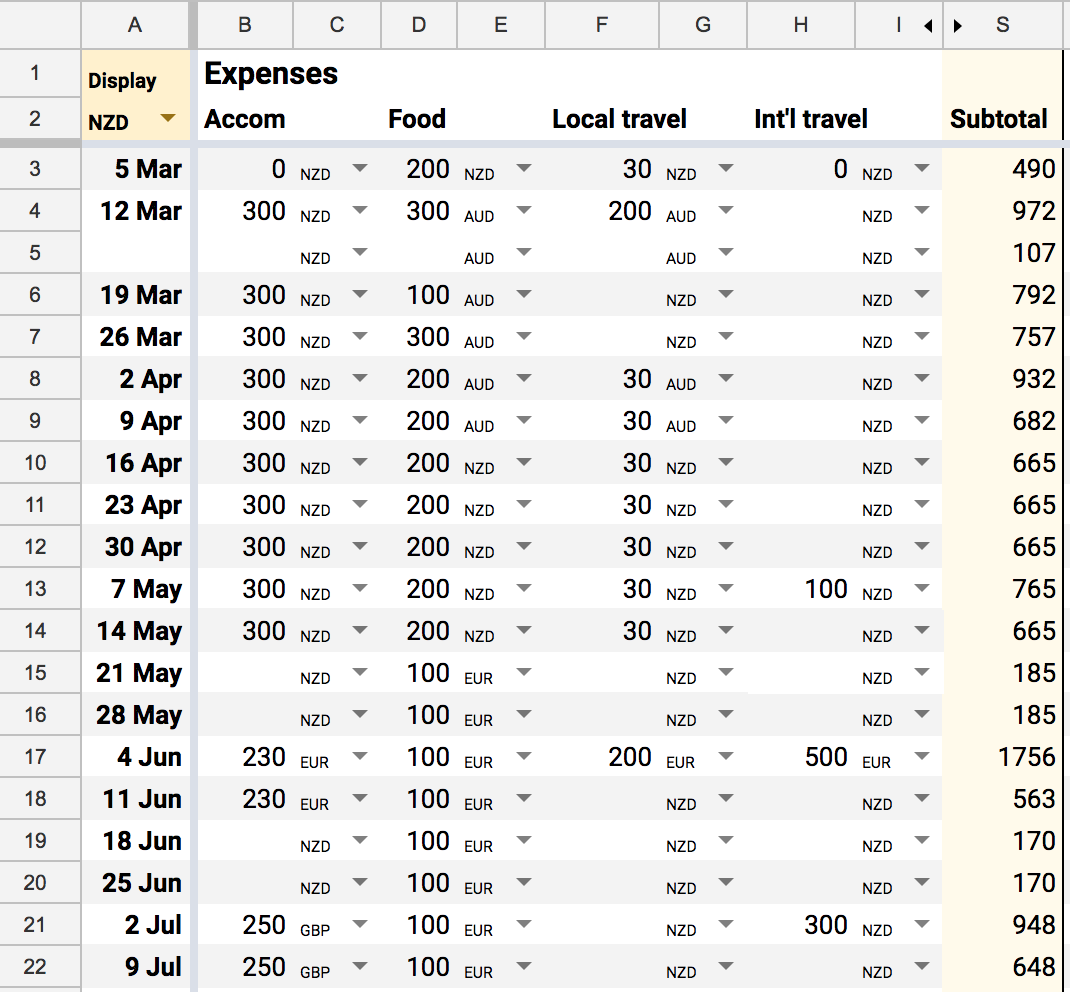 A B C D E F G H I S
1 Display Expenses
2 NZD Accom Food Local travel Int'l travel Subtotal
3 5 Mar 0 NZD 200 NZD 30 NZD 0 NZD 490
4 12 Mar 300 NZD 300 AUD 200 AUD NZD 972
5 NZD AUD AUD NZD 107
6 19 Mar 300 NZD 100 AUD NZD NZD 792
7 26 Mar 300 NZD 300 AUD NZD NZD 757
8 2 Apr 300 NZD 200 AUD 30 AUD NZD 932
9 9 Apr 300 NZD 200 AUD 30 AUD NZD 682
10 16 Apr 300 NZD 200 NZD 30 NZD NZD 665
11 23 Apr 300 NZD 200 NZD 30 NZD NZD 665
12 30 Apr 300 NZD 200 NZD 30 NZD NZD 665
13 7 May 300 NZD 200 NZD 30 NZD 100 NZD 765
14 14 May 300 NZD 200 NZD 30 NZD NZD 665
15 21 May NZD 100 EUR NZD NZD 185
16 28 May NZD 100 EUR NZD NZD 185
17 4 Jun 230 EUR 100 EUR 200 EUR 500 EUR 1756
18 11 Jun 230 EUR 100 EUR NZD NZD 563
19 18 Jun NZD 100 EUR NZD NZD 170
20 25 Jun NZD 100 EUR NZD NZD 170
21 2 Jul 250 GBP 100 EUR NZD 300 NZD 948
22 9 Jul 250 GBP 100 EUR NZD NZD 648